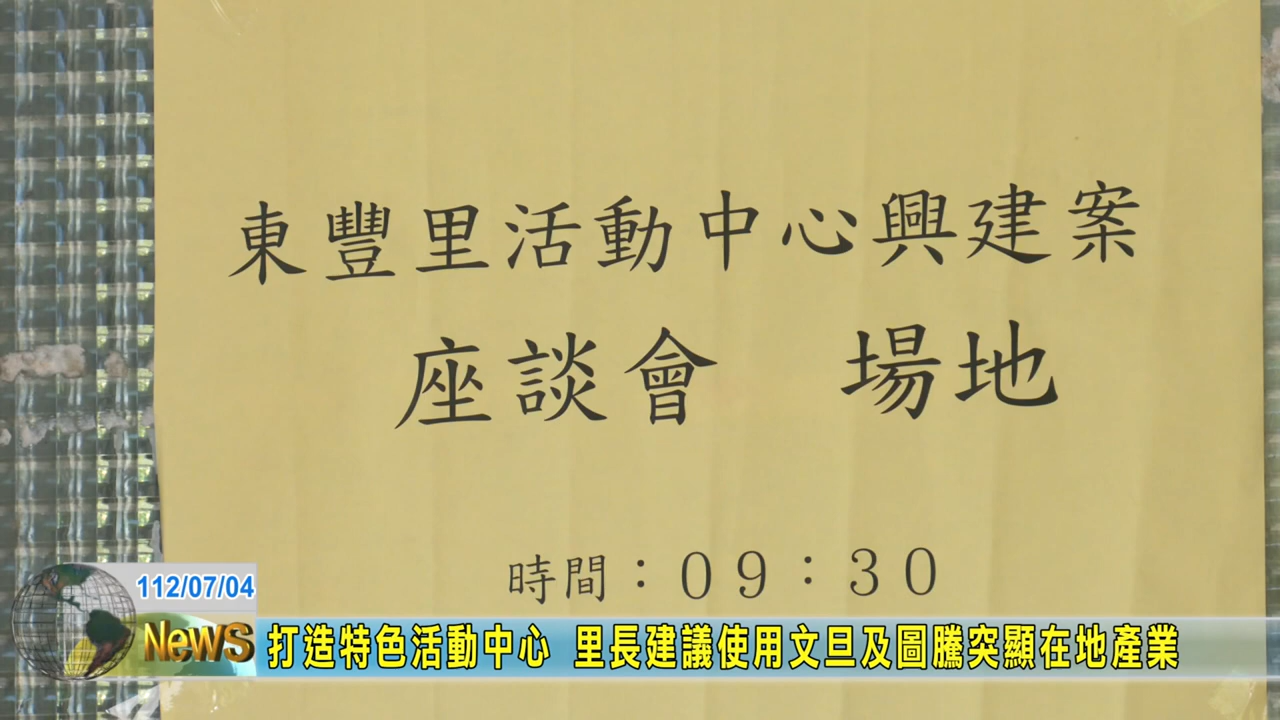 東豐里活動中心興建案
座談會 場地
時間：09：30
112/07/04
NewS
打造特色活動中心 里長建議使用文旦及圖騰突顯在地產業